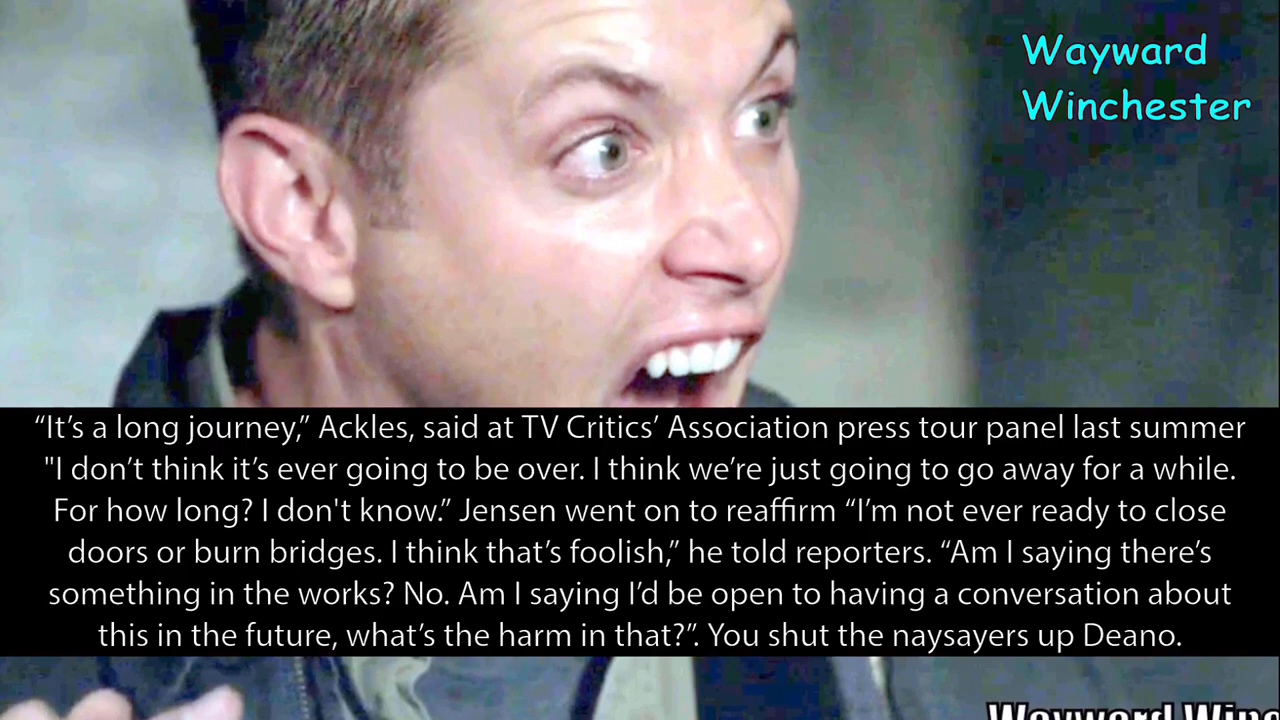 Wayward
Winchester
“It’s a long journey,” Ackles, said at TV Critics’ Association press tour panel last summer
"I don’t think it’s ever going to be over. I think we’re just going to go away for a while.
For how long? I don't know.” Jensen went on to reaffirm “I’m not ever ready to close
doors or burn bridges. I think that’s foolish,” he told reporters. “Am I saying there’s
something in the works? No. Am I saying I’d be open to having a conversation about
this in the future, what’s the harm in that?”. You shut the naysayers up Deano.
Wayward